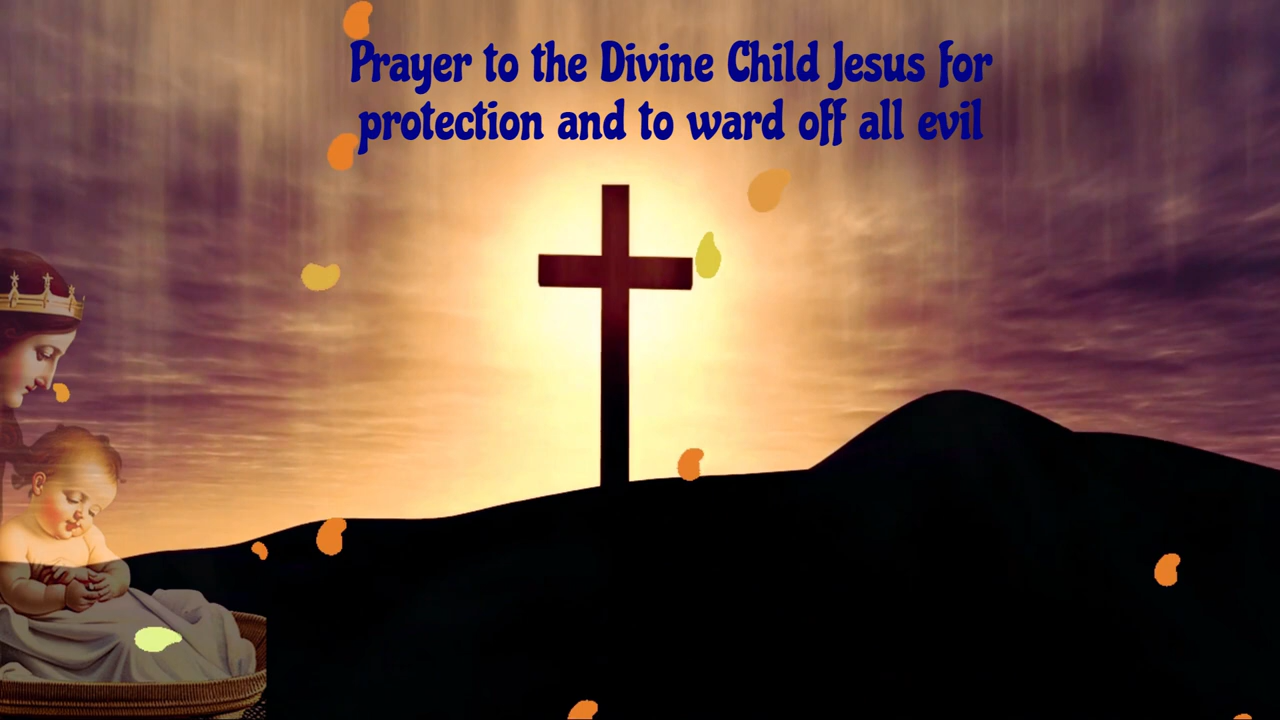 Prayer to the Divine Child Jesus for
protection and to ward off all evil